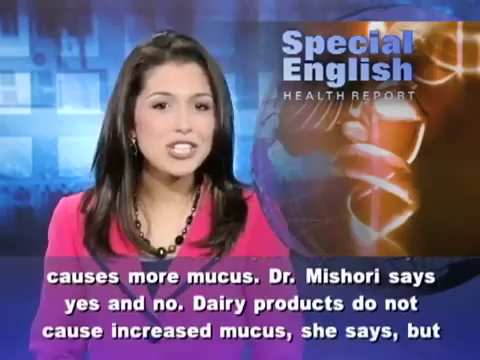 Special
English
HEALTH REPORT
causes more mucus. Dr. Mishori says
yes and no. Dairy products do not
cause increased mucus, she says, but